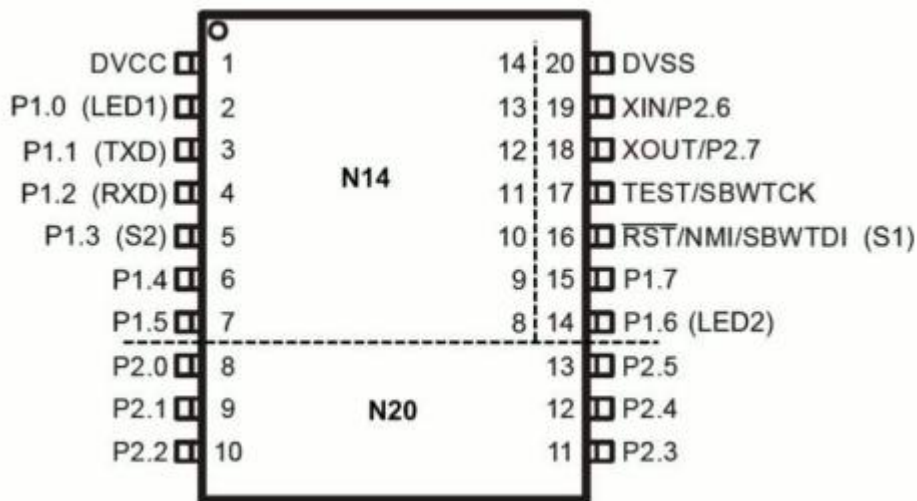 DVCC 1 14 20 DVSS
P1.0 (LED1) 2 13 19 XIN/P2.6
P1.1 (TXD) 3 12 18 XOUT/P2.7
P1.2 (RXD) 4 N14 11 17 TEST/SBWTCK
P1.3 (S2) 5 10 16 RST/NMI/SBWTDI (S1)
P1.4 6 9 15 P1.7
P1.5 7 8 14 P1.6 (LED2)
P2.0 8 13 P2.5
P2.1 9 N20 12 P2.4
P2.2 10 11 P2.3